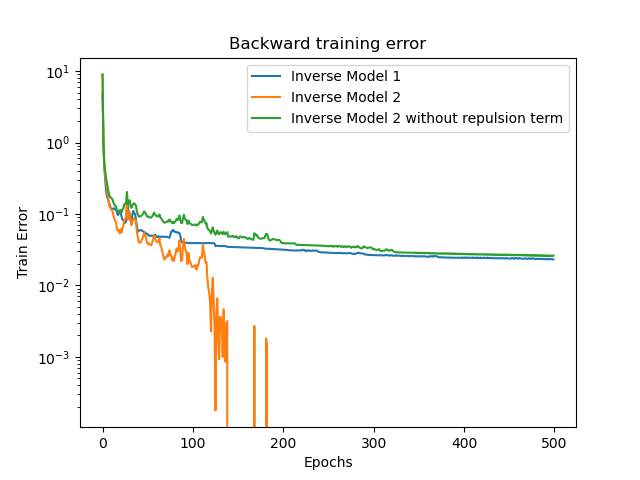 Backward training error
Inverse Model 1
Inverse Model 2
Inverse Model 2 without repulsion term
Train Error
10¹
10⁰
10⁻¹
10⁻²
10⁻³
0 100 200 300 400 500
Epochs